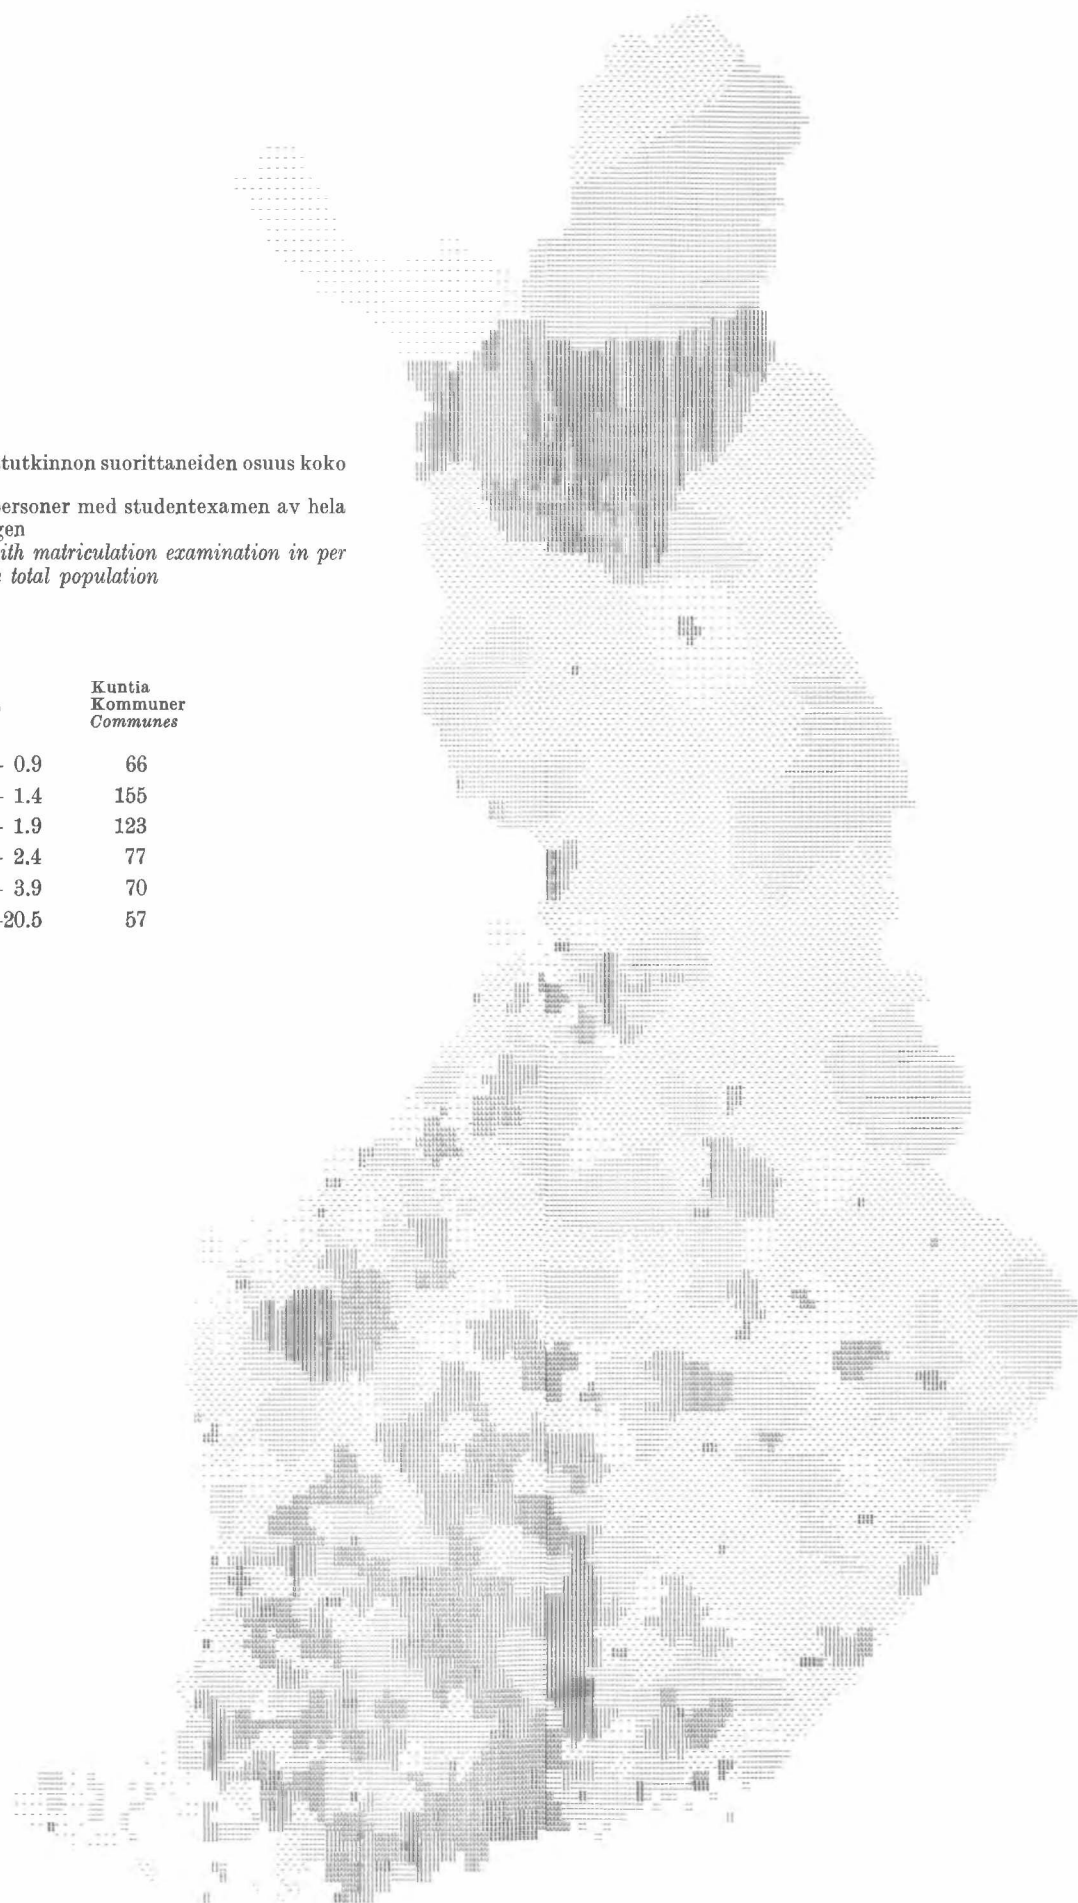 tutkinnon suorittaneiden osuus koko
ersoner med studentexamen av hela
gen
ith matriculation examination in per
total population
Kuntia
Kommuner
Communes
- 0.9 66
- 1.4 155
- 1.9 123
- 2.4 77
- 3.9 70
-20.5 57